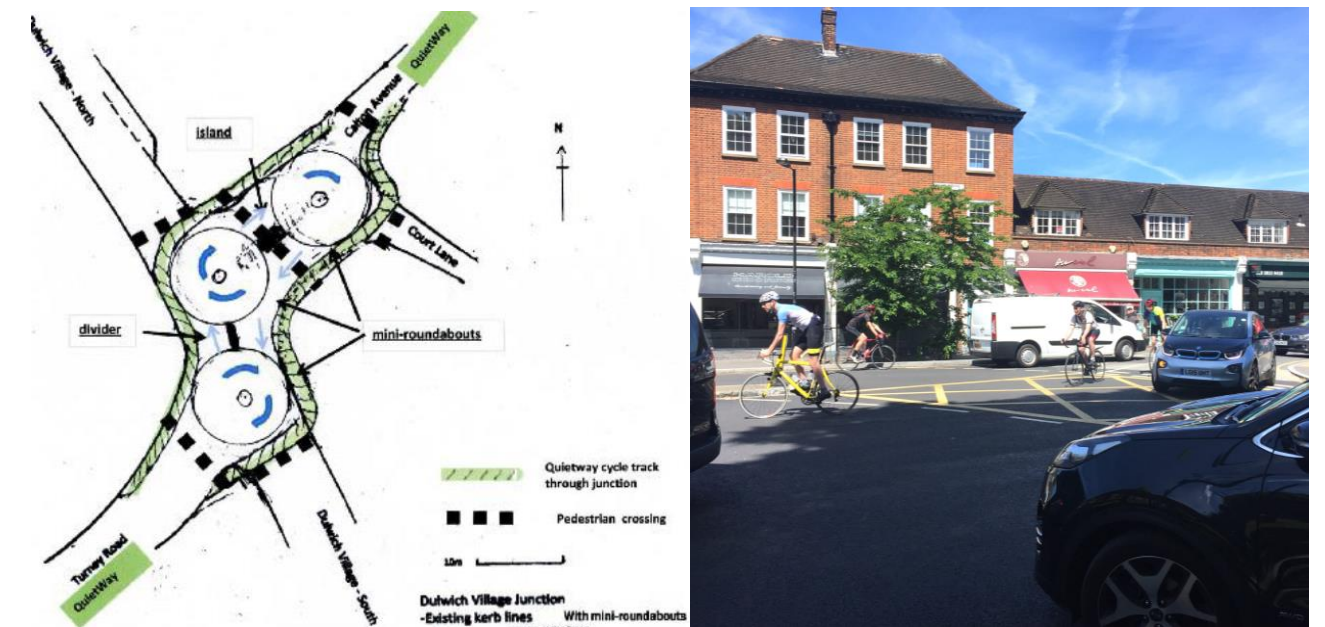 QuietWay
Dulwich Village - North
Calton Avenue
island
N
Court Lane
divider
mini-roundabouts
Quietway cycle track
through junction
Pedestrian crossing
10m
Turney Road
QuietWay
Dulwich Village - South
Dulwich Village Junction
-Existing kerb lines With mini-roundabouts